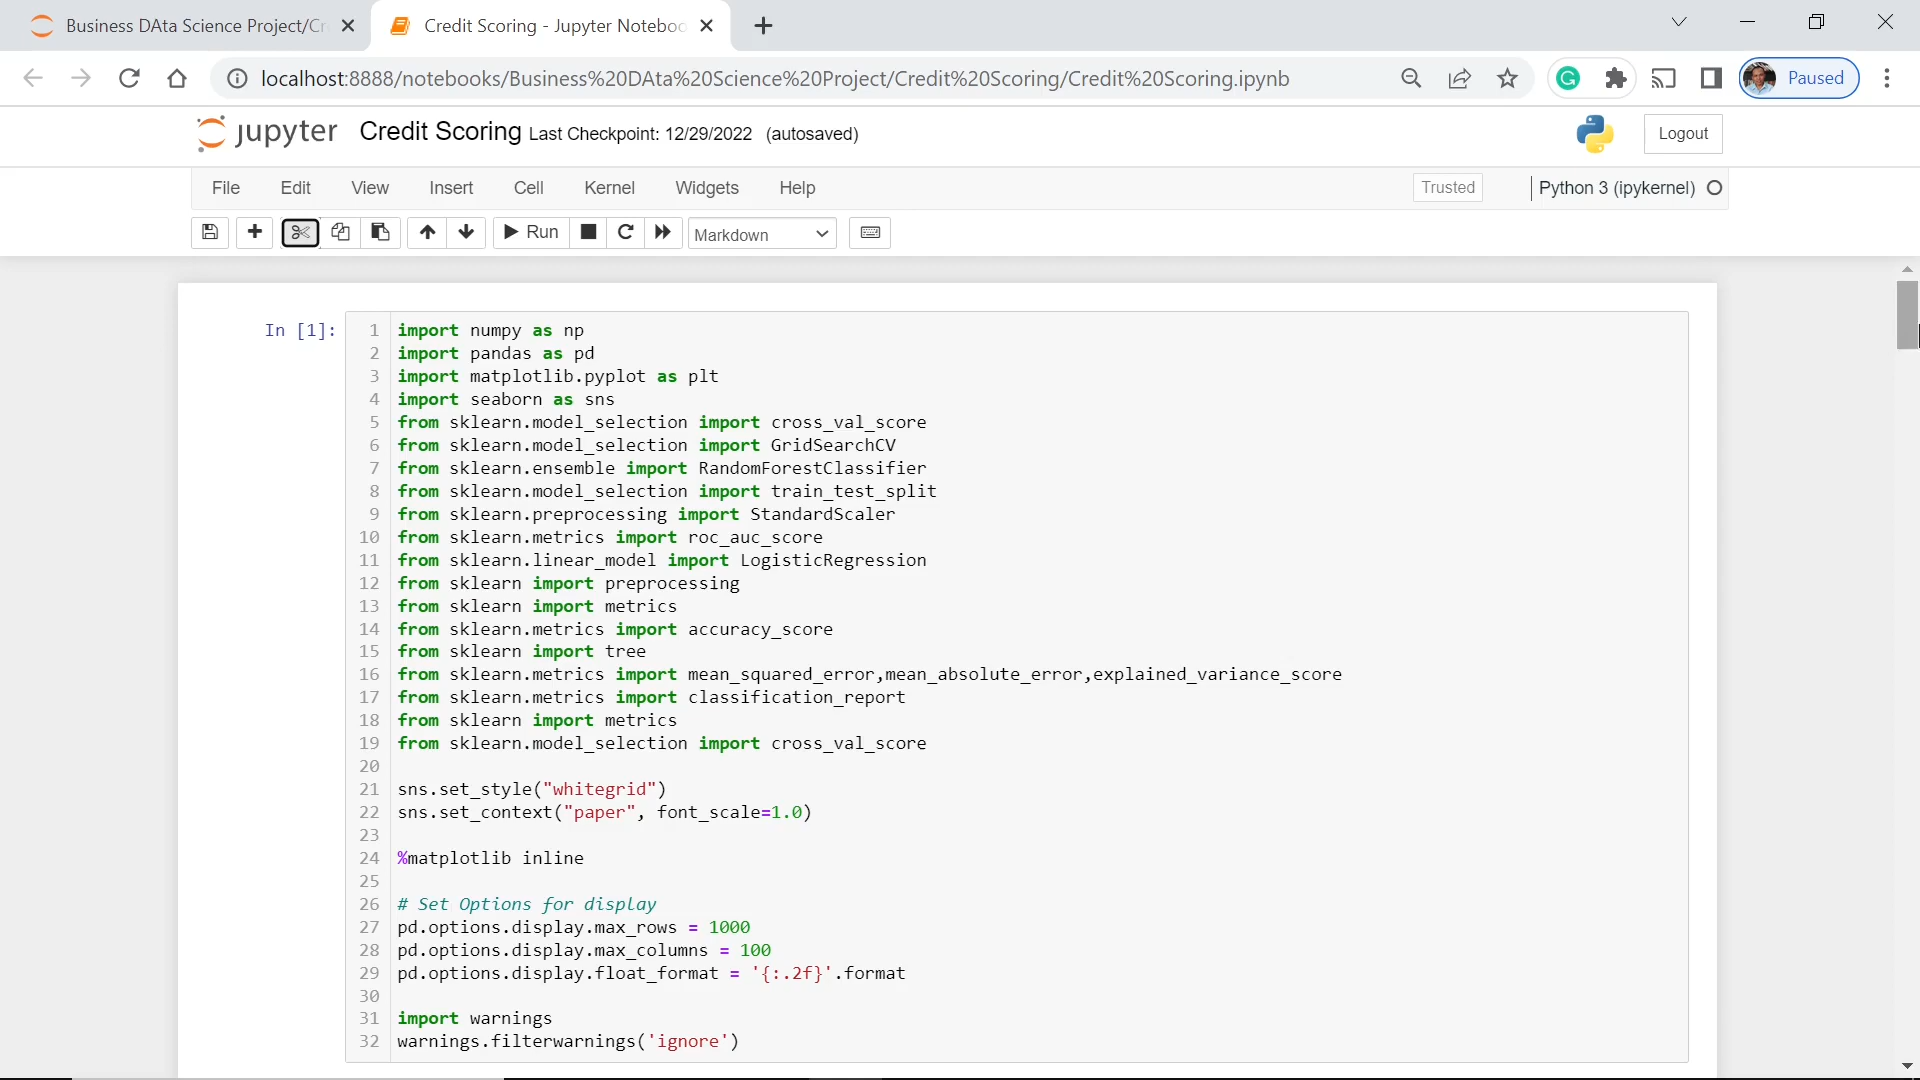 Business DAta Science Project/Cr
Credit Scoring - Jupyter Noteboo
localhost:8888/notebooks/Business%20DAta%20Science%20Project/Credit%20Scoring/Credit%20Scoring.ipynb
Paused
jupyter Credit Scoring Last Checkpoint: 12/29/2022 (autosaved)
Logout
File Edit View Insert Cell Kernel Widgets Help
Trusted
Python 3 (ipykernel)
Run
Markdown
In [1]:
1 import numpy as np
2 import pandas as pd
3 import matplotlib.pyplot as plt
4 import seaborn as sns
5 from sklearn.model_selection import cross_val_score
6 from sklearn.model_selection import GridSearchCV
7 from sklearn.ensemble import RandomForestClassifier
8 from sklearn.model_selection import train_test_split
9 from sklearn.preprocessing import StandardScaler
10 from sklearn.metrics import roc_auc_score
11 from sklearn.linear_model import LogisticRegression
12 from sklearn import preprocessing
13 from sklearn import metrics
14 from sklearn.metrics import accuracy_score
15 from sklearn import tree
16 from sklearn.metrics import mean_squared_error,mean_absolute_error,explained_variance_score
17 from sklearn.metrics import classification_report
18 from sklearn import metrics
19 from sklearn.model_selection import cross_val_score
20
21 sns.set_style("whitegrid")
22 sns.set_context("paper", font_scale=1.0)
23
24 %matplotlib inline
25
26 # Set Options for display
27 pd.options.display.max_rows = 1000
28 pd.options.display.max_columns = 100
29 pd.options.display.float_format = '{:.2f}'.format
30
31 import warnings
32 warnings.filterwarnings('ignore')